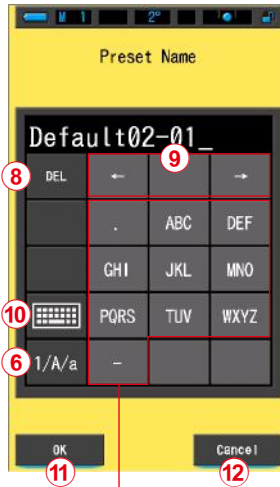 M 1 2°
Preset Name
Default02-01_
9
8 DEL ← →
. ABC DEF
GHI JKL MNO
10 PQRS TUV WXYZ
6 1/A/a -
OK Cancel
11 12